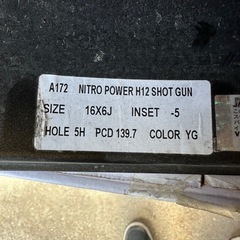 A172 NITRO POWER H12 SHOT GUN
SIZE 16X6J INSET -5
HOLE 5H PCD 139.7 COLOR YG